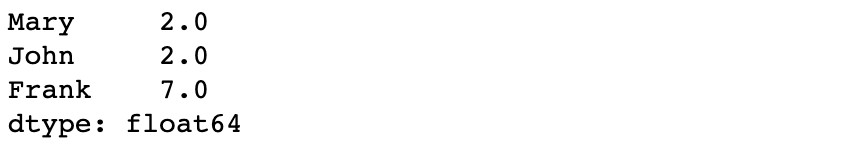 Mary     2.0
John     2.0
Frank    7.0
dtype: float64